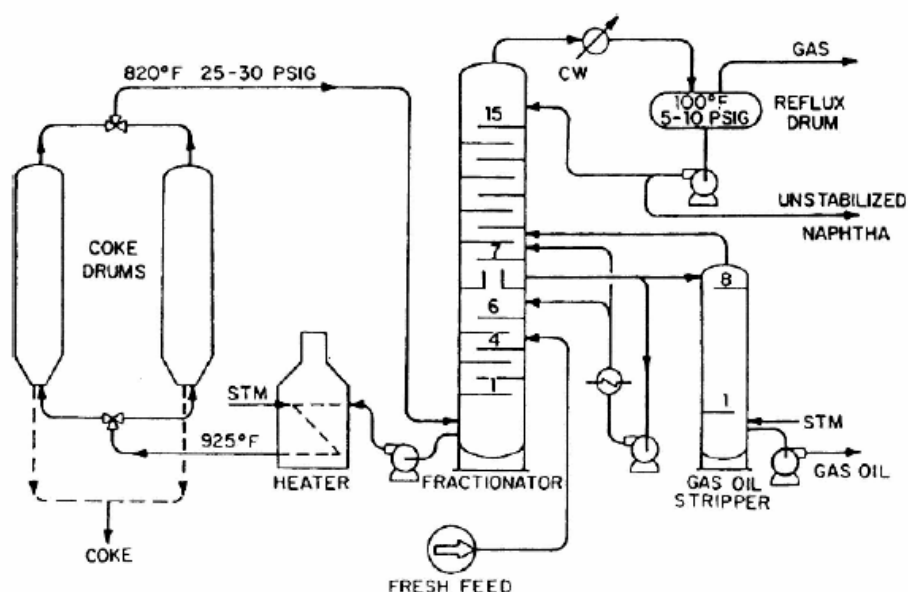 820°F 25-30 PSIG
CW
GAS
100°F
5-10 PSIG
REFLUX
DRUM
15
UNSTABILIZED
NAPHTHA
COKE
DRUMS
7
8
6
4
STM
1
1
STM
925°F
HEATER
FRACTIONATOR
GAS OIL
STRIPPER
GAS OIL
COKE
FRESH FEED